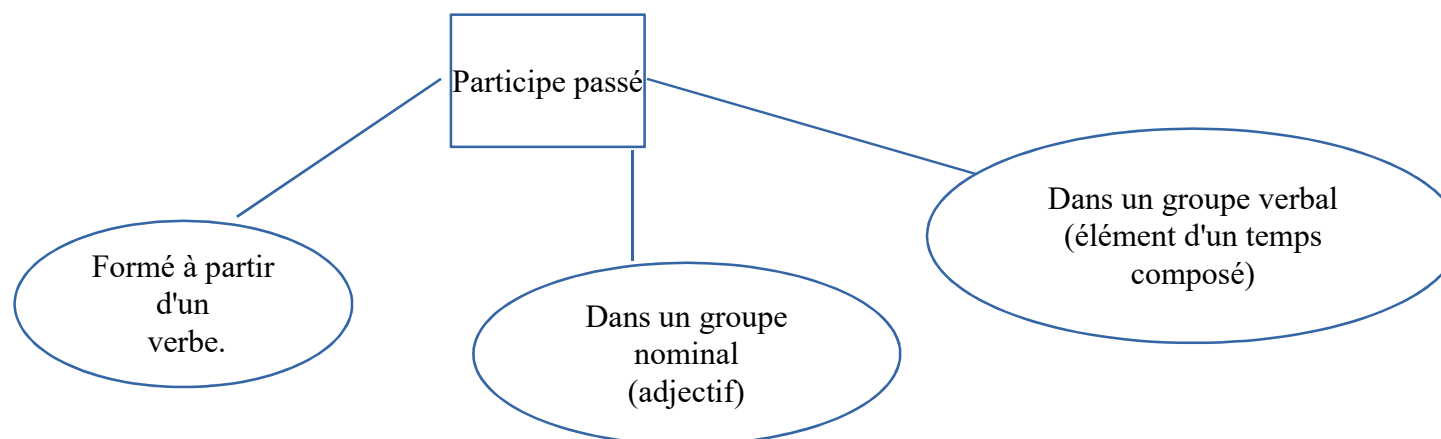 Participe passé
Formé à partir
d'un
verbe.
Dans un groupe
nominal
(adjectif)
Dans un groupe verbal
(élément d'un temps
composé)